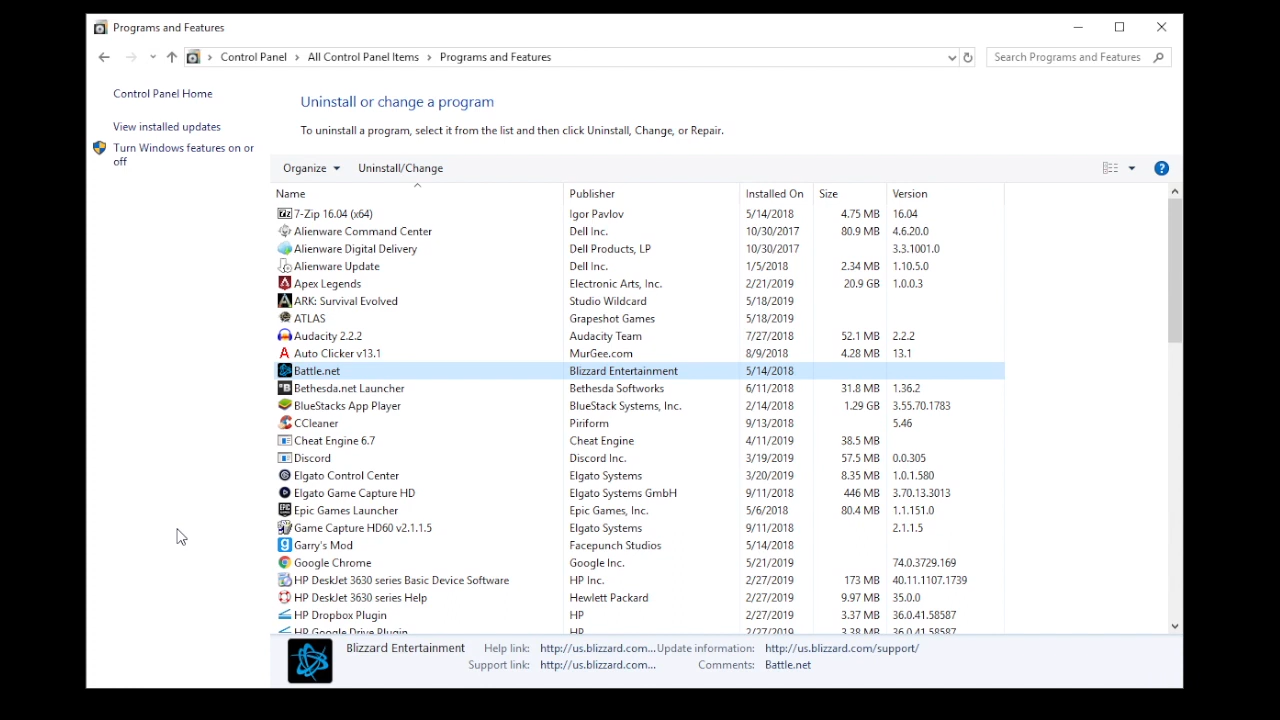 Programs and Features
Control Panel > All Control Panel Items > Programs and Features
Search Programs and Features
Control Panel Home
View installed updates
Turn Windows features on or
off
Uninstall or change a program
To uninstall a program, select it from the list and then click Uninstall, Change, or Repair.
Organize Uninstall/Change
Name Publisher Installed On Size Version
7-Zip 16.04 (x64) Igor Pavlov 5/14/2018 4.75 MB 16.04
Alienware Command Center Dell Inc. 10/30/2017 80.9 MB 4.6.20.0
Alienware Digital Delivery Dell Products, LP 10/30/2017 3.3.1001.0
Alienware Update Dell Inc. 1/5/2018 2.34 MB 1.10.5.0
Apex Legends Electronic Arts, Inc. 2/21/2019 20.9 GB 1.0.0.3
ARK: Survival Evolved Studio Wildcard 5/18/2019
ATLAS Grapeshot Games 5/18/2019
Audacity 2.2.2 Audacity Team 7/27/2018 52.1 MB 2.2.2
Auto Clicker v13.1 MurGee.com 8/9/2018 4.28 MB 13.1
Battle.net Blizzard Entertainment 5/14/2018
Bethesda.net Launcher Bethesda Softworks 6/11/2018 31.8 MB 1.36.2
BlueStacks App Player BlueStack Systems, Inc. 2/14/2018 1.29 GB 3.55.70.1783
CCleaner Piriform 9/13/2018 5.46
Cheat Engine 6.7 Cheat Engine 4/11/2019 38.5 MB
Discord Discord Inc. 3/19/2019 57.5 MB 0.0.305
Elgato Control Center Elgato Systems 3/20/2019 8.35 MB 1.0.1.580
Elgato Game Capture HD Elgato Systems GmbH 9/11/2018 446 MB 3.70.13.3013
Epic Games Launcher Epic Games, Inc. 5/6/2018 80.4 MB 1.1.151.0
Game Capture HD60 v2.1.1.5 Elgato Systems 9/11/2018 2.1.1.5
Garry's Mod Facepunch Studios 5/14/2018
Google Chrome Google Inc. 5/21/2019 74.0.3729.169
HP DeskJet 3630 series Basic Device Software HP Inc. 2/27/2019 173 MB 40.11.1107.1739
HP DeskJet 3630 series Help Hewlett Packard 2/27/2019 9.97 MB 35.0.0
HP Dropbox Plugin HP 2/27/2019 3.37 MB 36.0.41.58587
HP Google Drive Plugin HP 2/27/2019 3.38 MB 36.0.41.58587
Blizzard Entertainment Help link: http://us.blizzard.com... Update information: http://us.blizzard.com/support/
Support link: http://us.blizzard.com... Comments: Battle.net